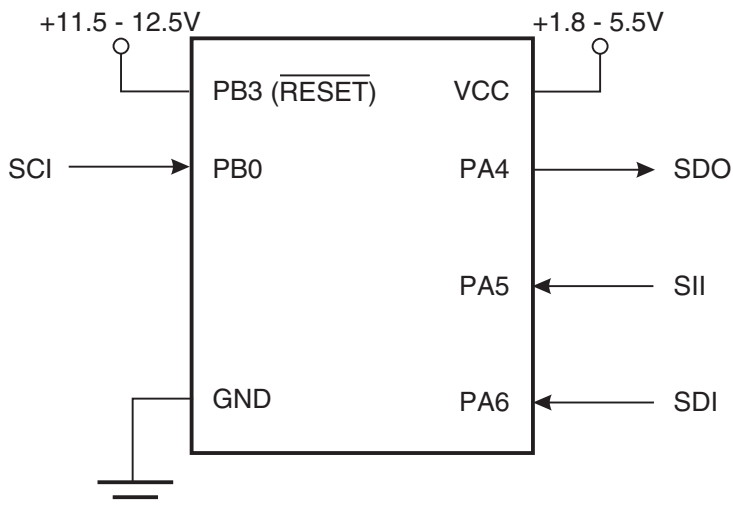 +11.5 - 12.5V
+1.8 - 5.5V
PB3 (RESET)
VCC
SCI
PB0
PA4
SDO
PA5
SII
GND
PA6
SDI